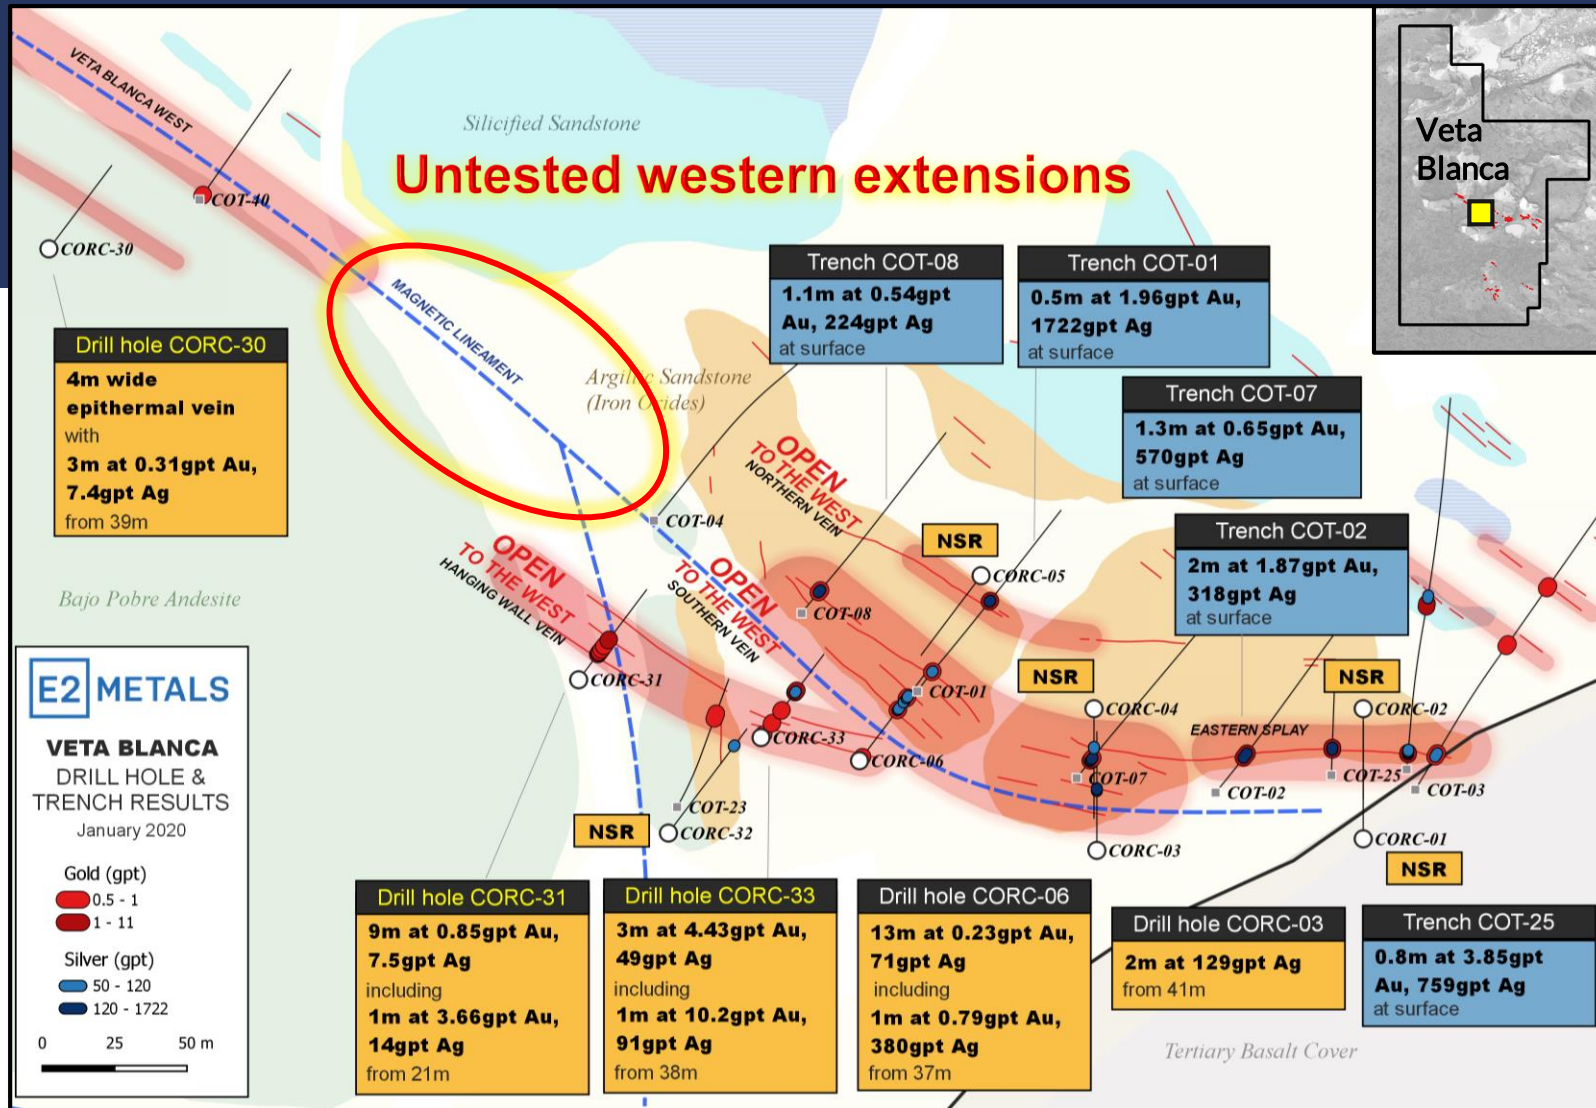 VETA BLANCA WEST
Silicified Sandstone
Untested western extensions
Veta
Blanca
COT-40
CORC-30
MAGNETIC LINEAMENT
Trench COT-08
1.1m at 0.54gpt
Au, 224gpt Ag
at surface
Trench COT-01
0.5m at 1.96gpt Au,
1722gpt Ag
at surface
Drill hole CORC-30
4m wide
epithermal vein
with
3m at 0.31gpt Au,
7.4gpt Ag
from 39m
Argillic Sandstone
(Iron Oxides)
Trench COT-07
1.3m at 0.65gpt Au,
570gpt Ag
at surface
OPEN
TO THE WEST
NORTHERN VEIN
COT-04
NSR
Trench COT-02
2m at 1.87gpt Au,
318gpt Ag
at surface
OPEN
TO THE WEST
HANGING WALL VEIN
OPEN
TO THE WEST
SOUTHERN VEIN
CORC-05
COT-08
Bajo Pobre Andesite
CORC-31
COT-01
NSR
NSR
CORC-04
CORC-02
EASTERN SPLAY
CORC-33
CORC-06
COT-07
COT-25
COT-02
COT-03
COT-23
NSR
CORC-32
CORC-03
CORC-01
NSR
E2 METALS
VETA BLANCA
DRILL HOLE &
TRENCH RESULTS
January 2020
Gold (gpt)
0.5 - 1
1 - 11
Silver (gpt)
50 - 120
120 - 1722
0 25 50 m
Drill hole CORC-31
9m at 0.85gpt Au,
7.5gpt Ag
including
1m at 3.66gpt Au,
14gpt Ag
from 21m
Drill hole CORC-33
3m at 4.43gpt Au,
49gpt Ag
including
1m at 10.2gpt Au,
91gpt Ag
from 38m
Drill hole CORC-06
13m at 0.23gpt Au,
71gpt Ag
including
1m at 0.79gpt Au,
380gpt Ag
from 37m
Drill hole CORC-03
2m at 129gpt Ag
from 41m
Trench COT-25
0.8m at 3.85gpt
Au, 759gpt Ag
at surface
Tertiary Basalt Cover